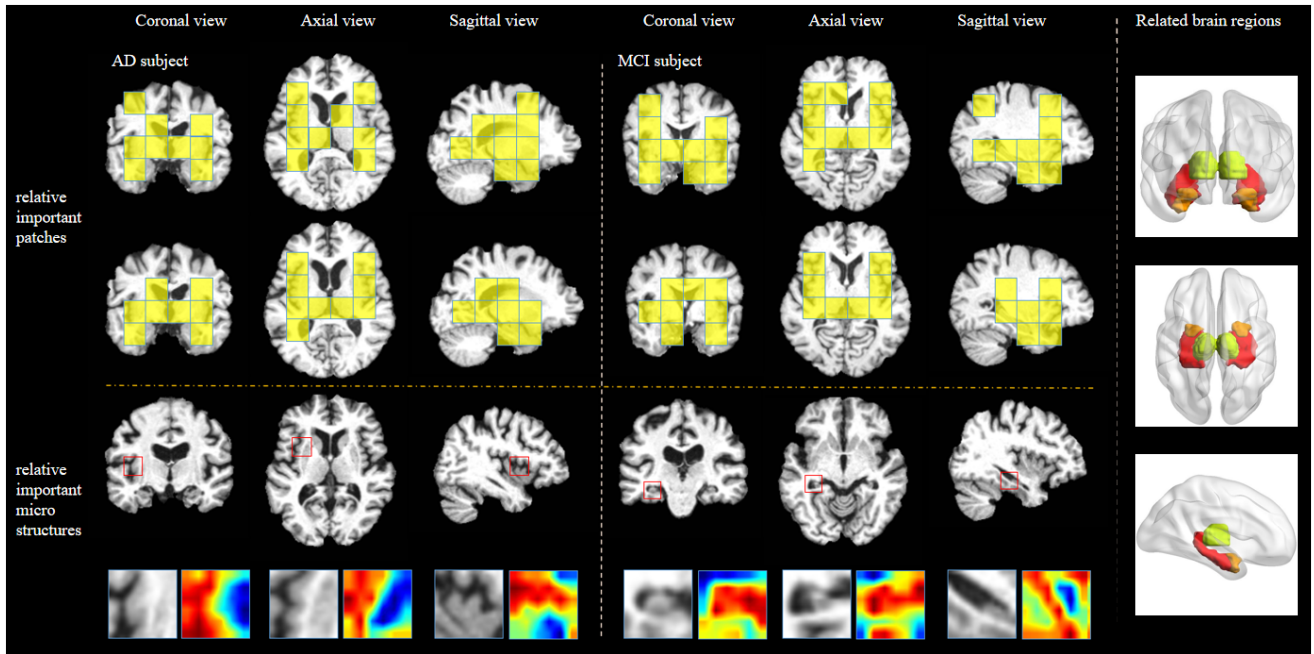 Coronal view
Axial view
Sagittal view
Coronal view
Axial view
Sagittal view
Related brain regions
AD subject
MCI subject
relative
important
patches
relative
important
micro
structures